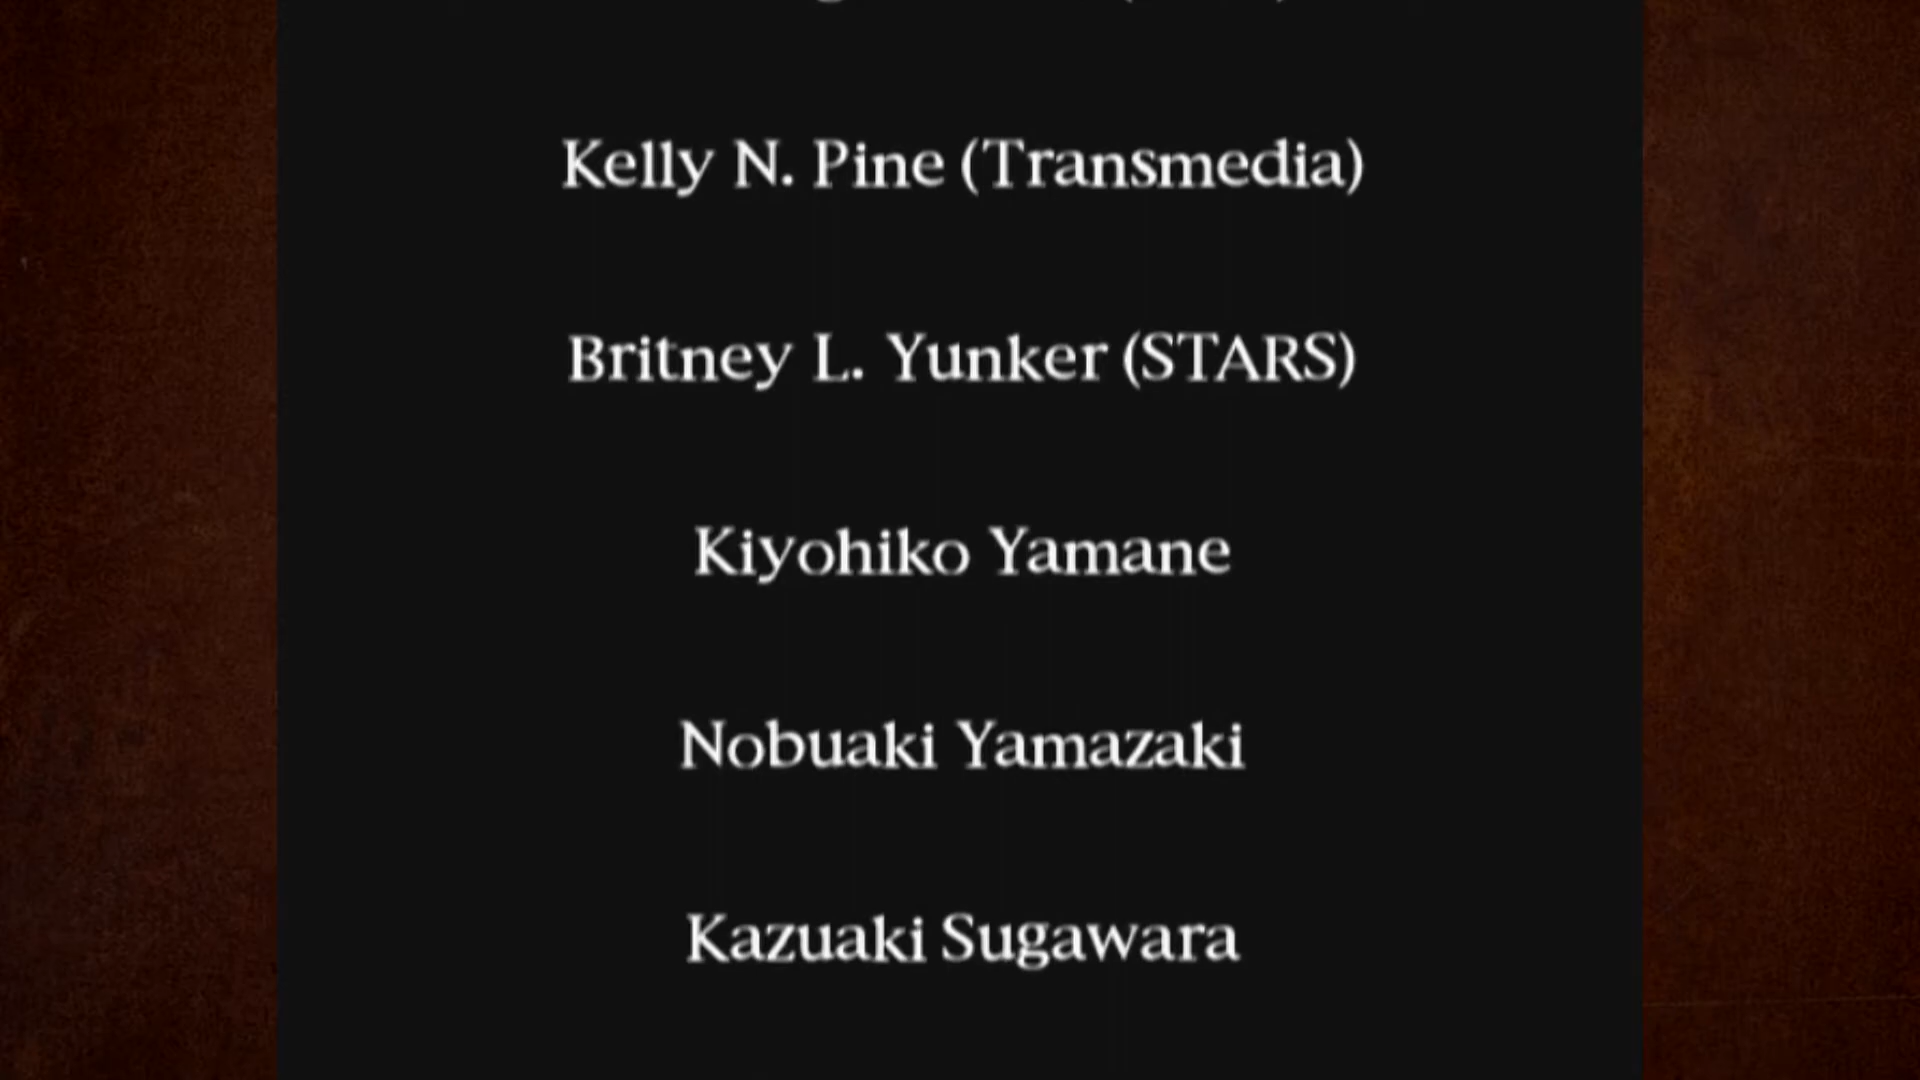 Kelly N. Pine (Transmedia)
Britney L. Yunker (STARS)
Kiyohiko Yamane
Nobuaki Yamazaki
Kazuaki Sugawara